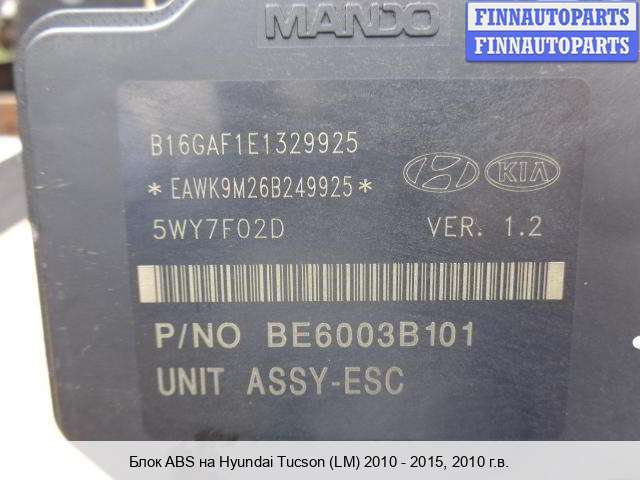 MANDO
FINNAUTOPARTS
FINNAUTOPARTS
B16GAF1E1329925
*EAWK9M26B249925*
KIA
5WY7F02D VER. 1.2
P/NO BE6003B101
UNIT ASSY-ESC
Блок ABS на Hyundai Tucson (LM) 2010 - 2015, 2010 г.в.